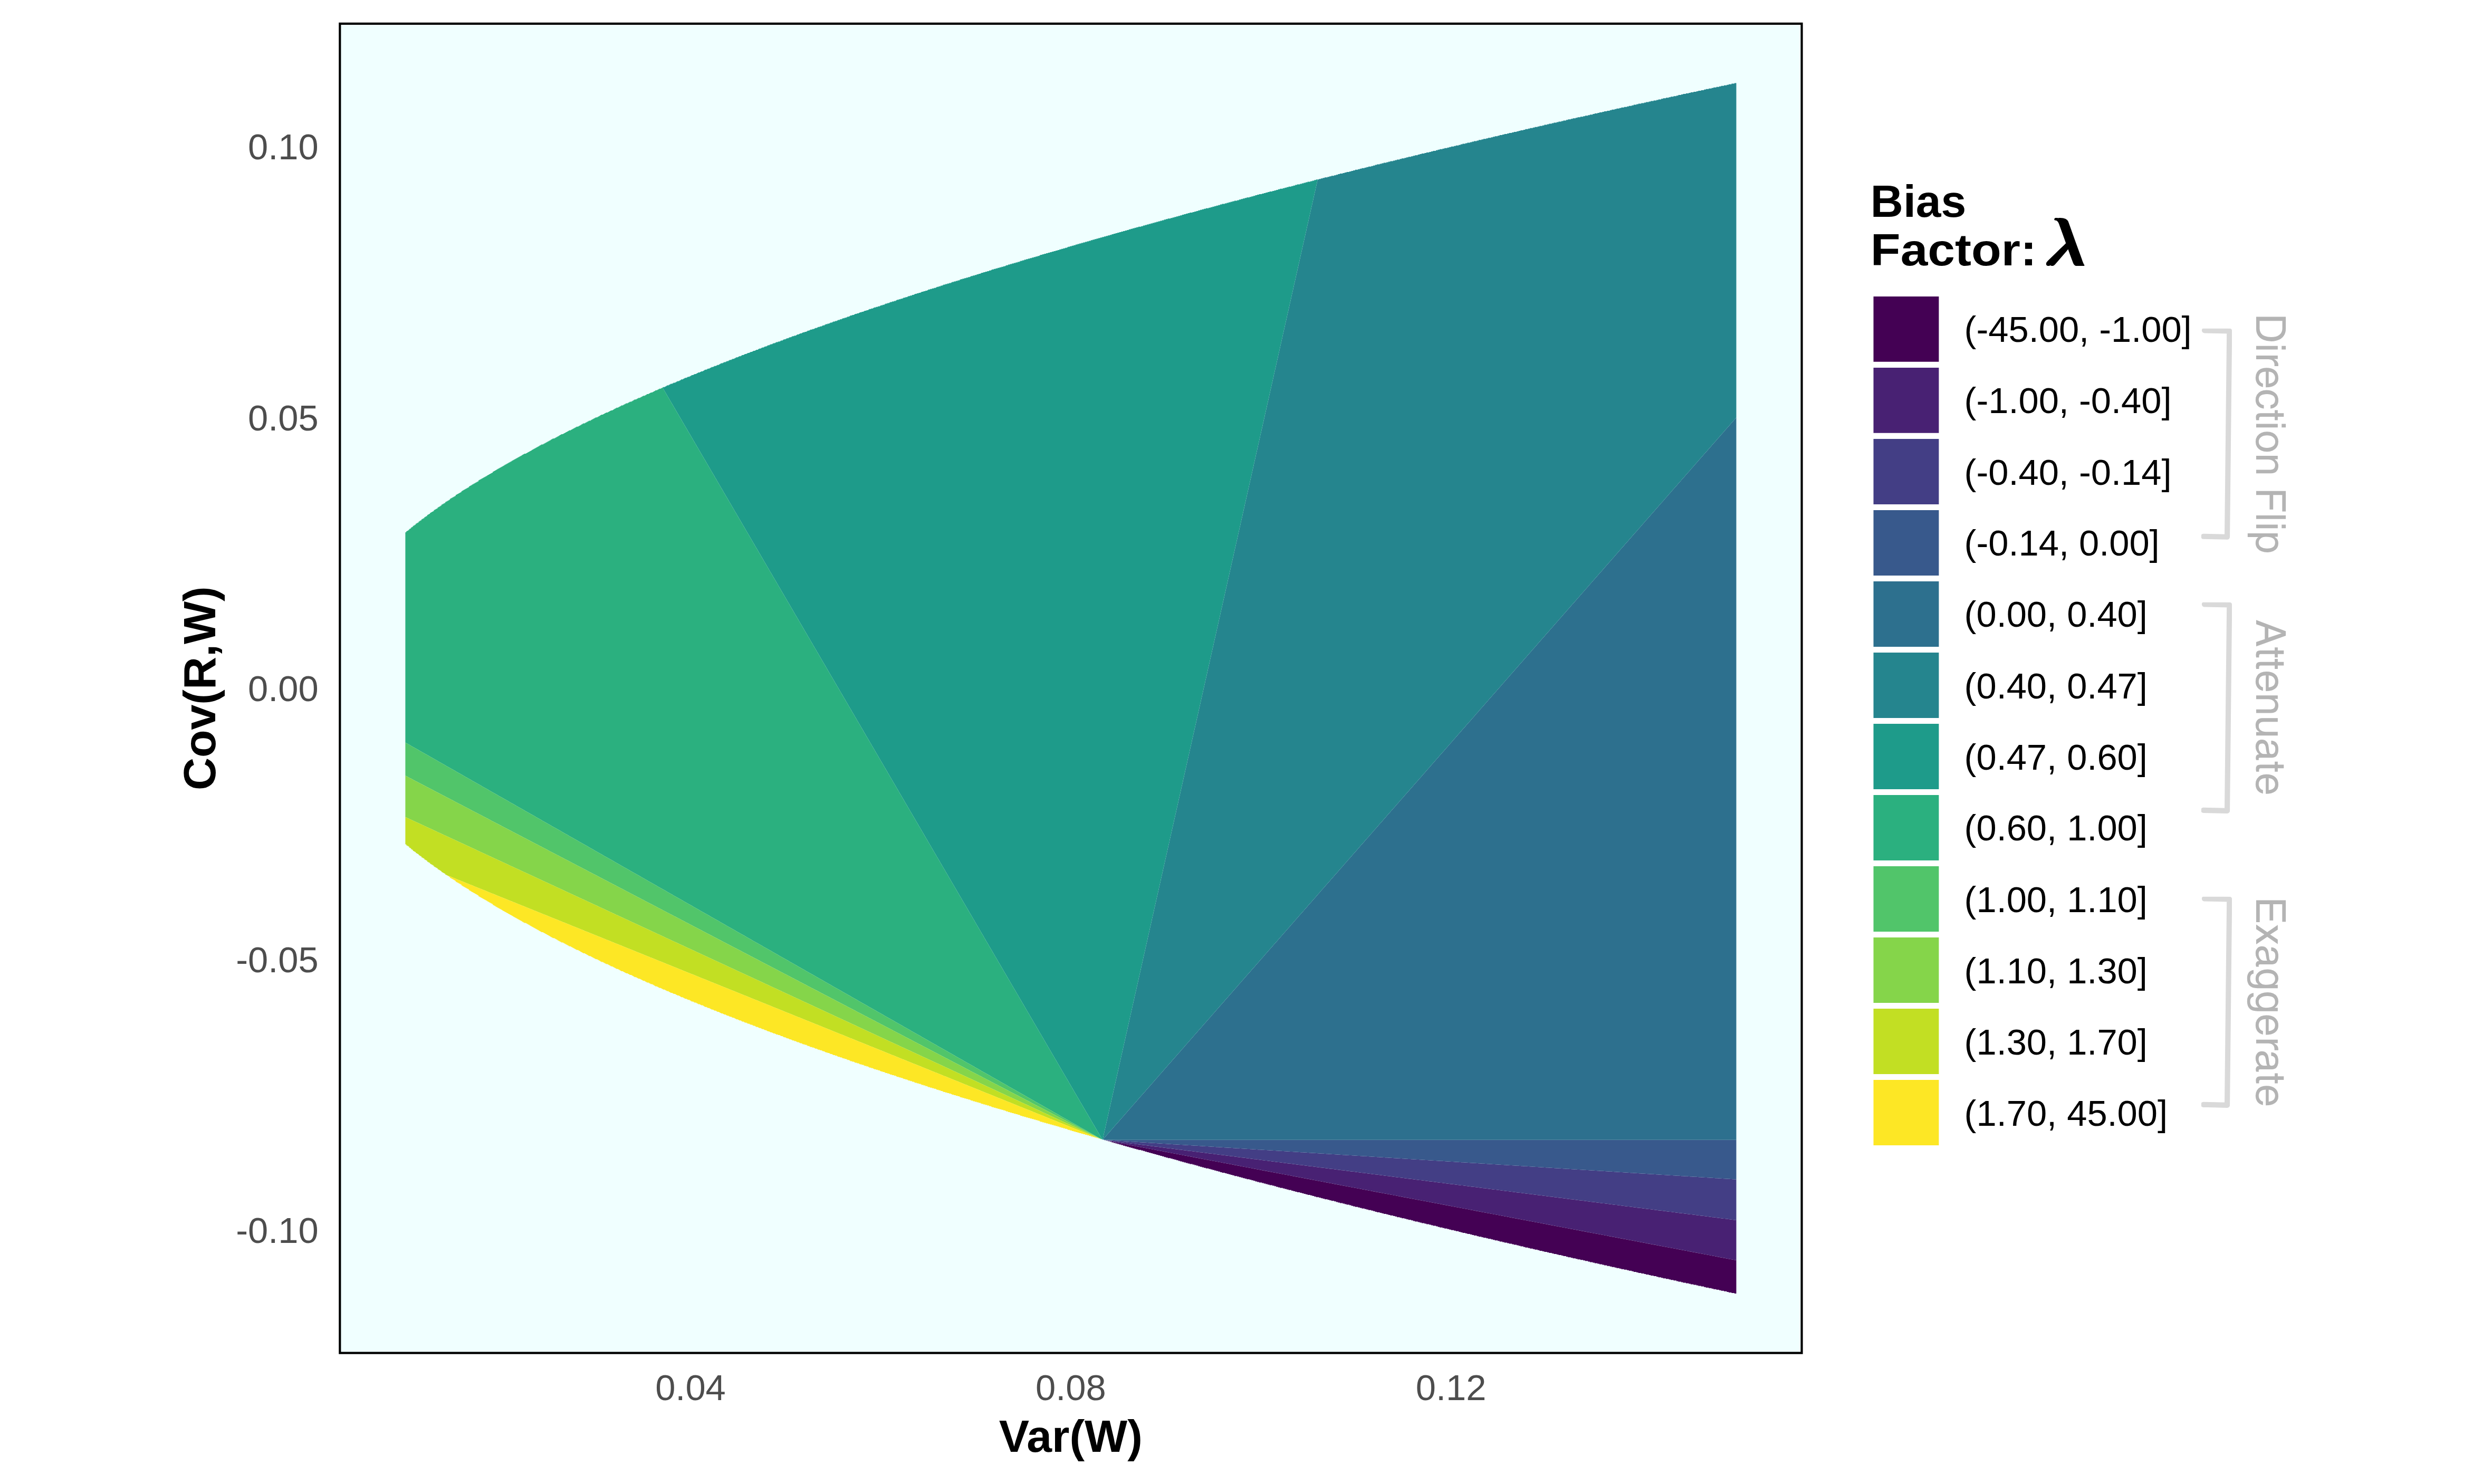 0.10
0.05
0.00
-0.05
-0.10
Cov(R,W)
0.04
0.08
0.12
Var(W)
Bias
Factor: λ
(-45.00, -1.00]
(-1.00, -0.40]
(-0.40, -0.14]
(-0.14, 0.00]
(0.00, 0.40]
(0.40, 0.47]
(0.47, 0.60]
(0.60, 1.00]
(1.00, 1.10]
(1.10, 1.30]
(1.30, 1.70]
(1.70, 45.00]
Direction Flip
Attenuate
Exaggerate